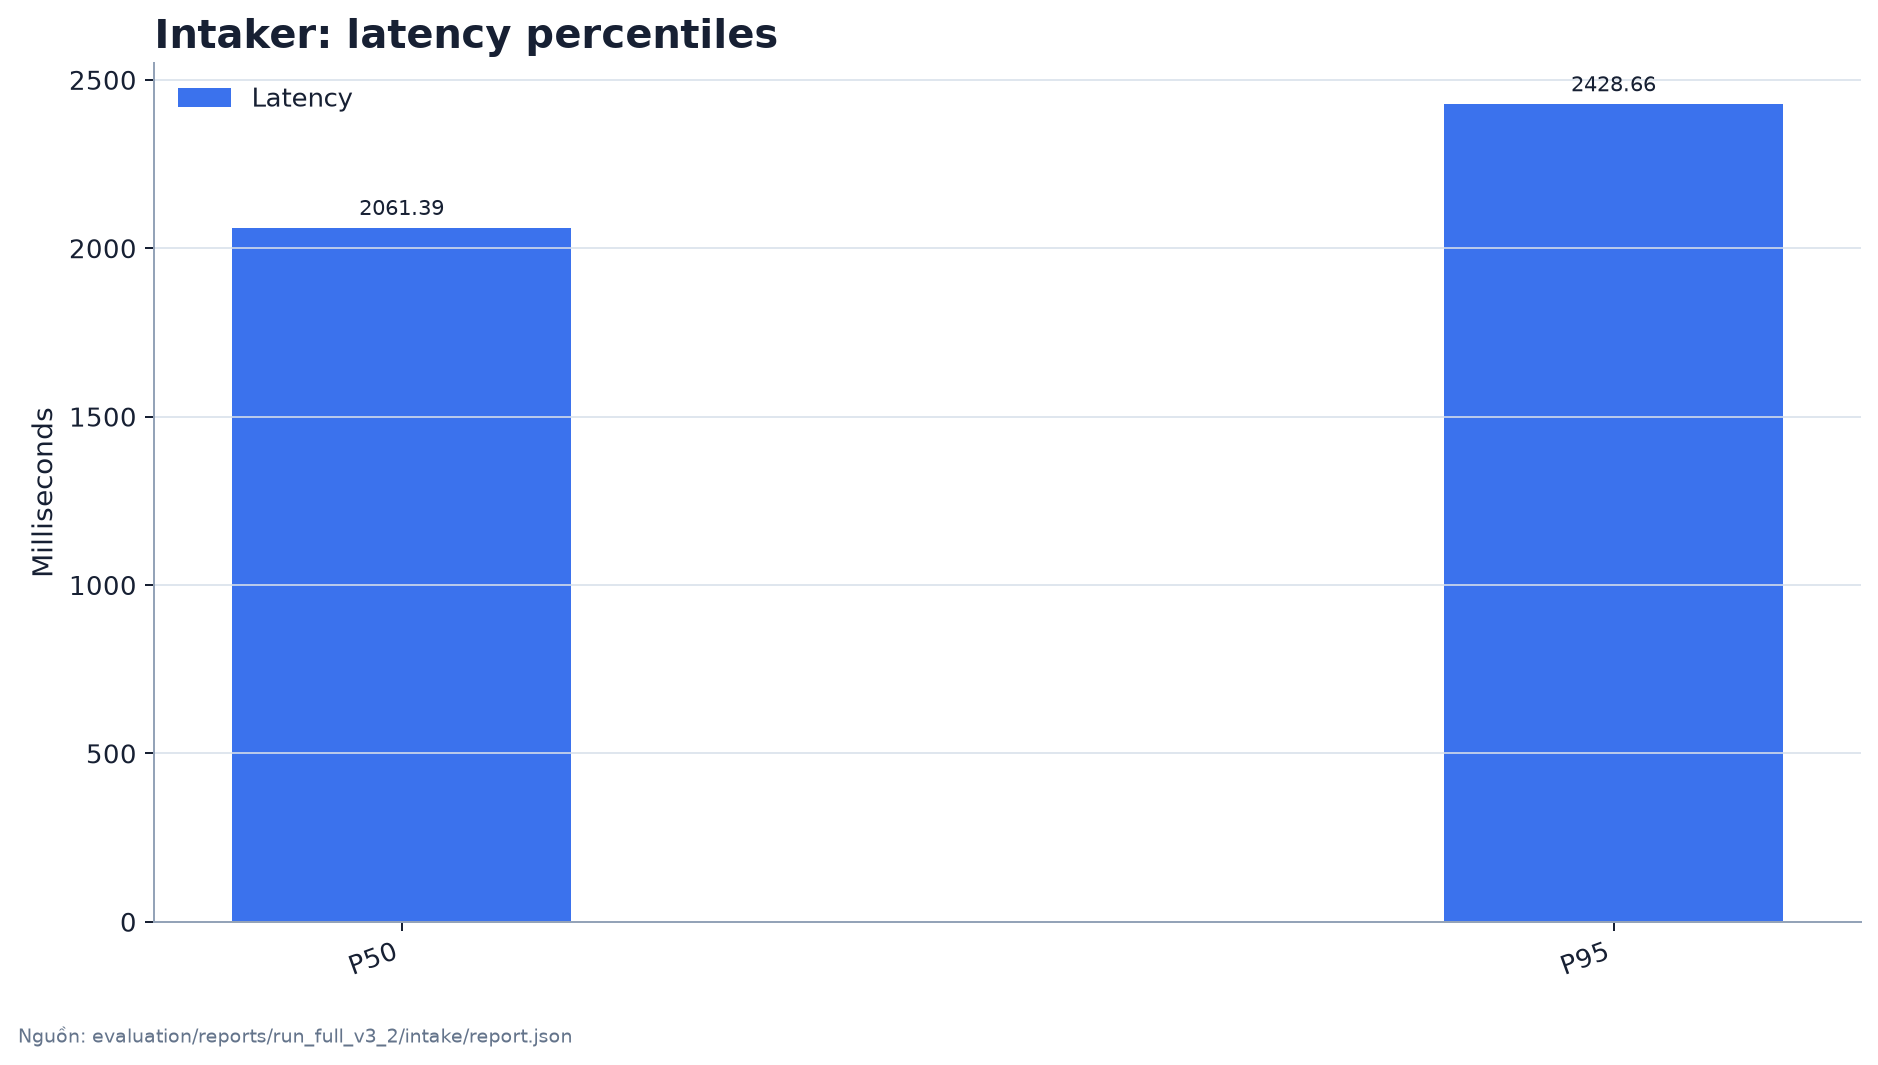 Intaker: latency percentiles
Latency
2500
2000
1500
1000
500
0
Milliseconds
2061.39
2428.66
P50
P95
Nguồn: evaluation/reports/run_full_v3_2/intake/report.json